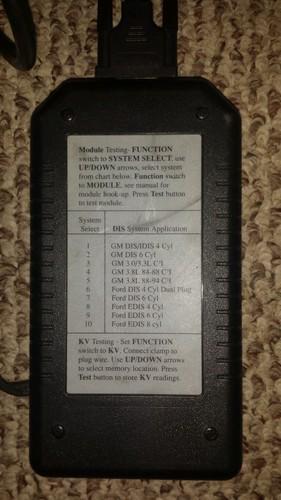 Module Testing- FUNCTION
switch to SYSTEM SELECT, use
UP/DOWN arrows, select system
from chart below. Function swatch
to MODULE, see manual for
module hook-up. Press Test button
to test module.
System Select DIS System Application
1 GM DIS/IDIS 4 Cyl
2 GM DIS 6 Cyl
3 GM 3.0/3.3L C³I
4 GM 3.8L 84-88 C³I
5 GM 3.8L 88-94 C³I
6 Ford DIS 4 Cyl Dual Plug
7 Ford DIS 6 Cyl
8 Ford EDIS 4 Cyl
9 Ford EDIS 6 Cyl
10 Ford EDIS 8 cyl
KV Testing - Set FUNCTION
switch to KV. Connect clamp to
plug wire. Use UP/DOWN arrows
to select memory location. Press
Test button to store KV readings.